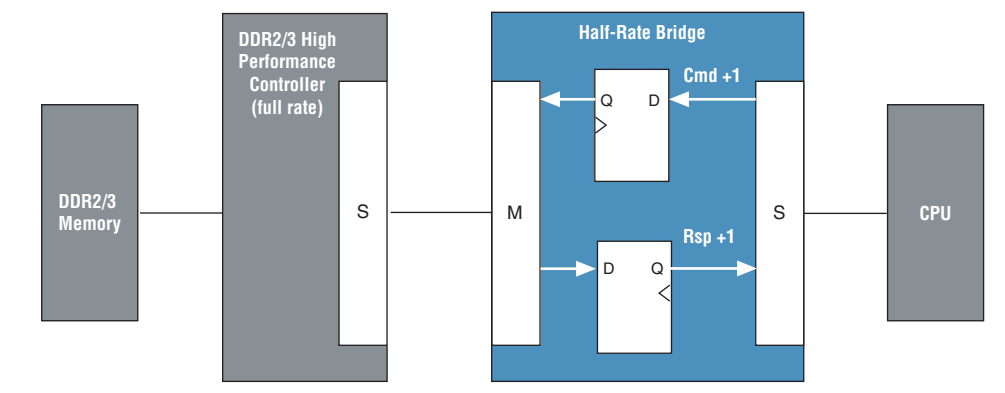 DDR2/3
Memory
DDR2/3 High
Performance
Controller
(full rate)
S
Half-Rate Bridge
M
Cmd +1
Q D
Rsp +1
D Q
S
CPU